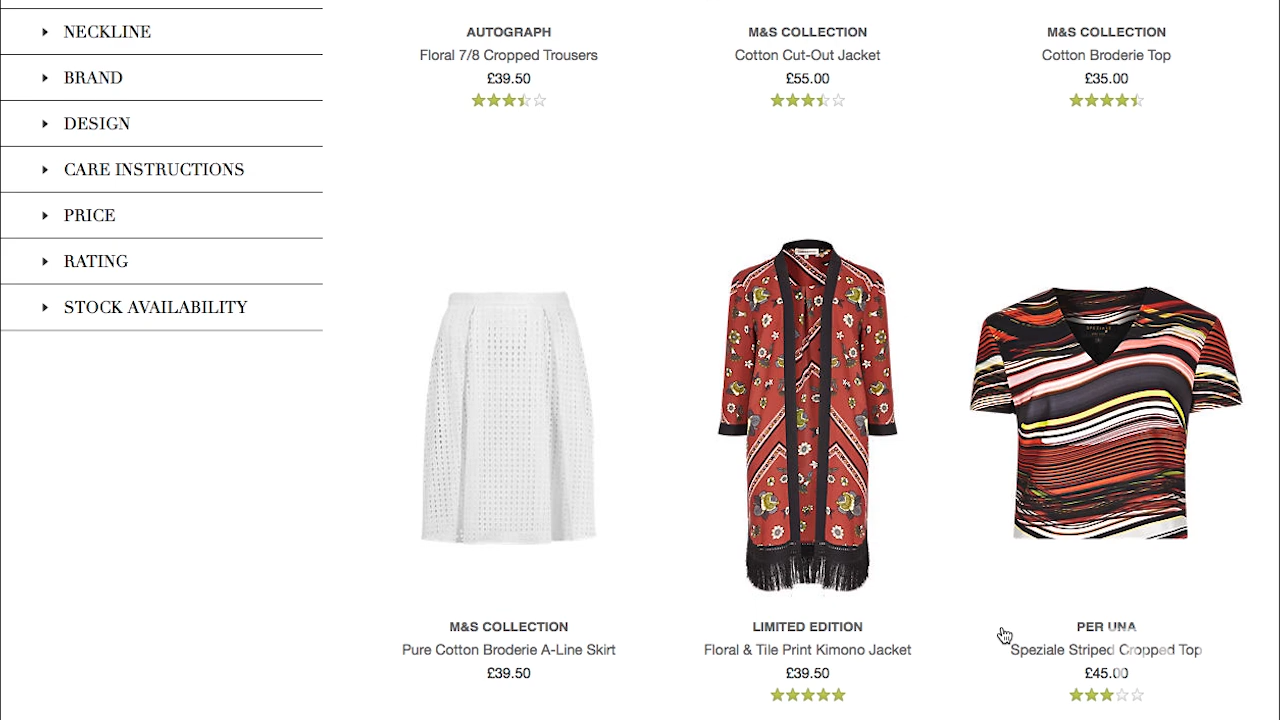 NECKLINE
BRAND
DESIGN
CARE INSTRUCTIONS
PRICE
RATING
STOCK AVAILABILITY
AUTOGRAPH
Floral 7/8 Cropped Trousers
£39.50
M&S COLLECTION
Cotton Cut-Out Jacket
£55.00
M&S COLLECTION
Cotton Broderie Top
£35.00
M&S COLLECTION
Pure Cotton Broderie A-Line Skirt
£39.50
LIMITED EDITION
Floral & Tile Print Kimono Jacket
£39.50
SPEZIALE
PER UNA
Speziale Striped Cropped Top
£45.00